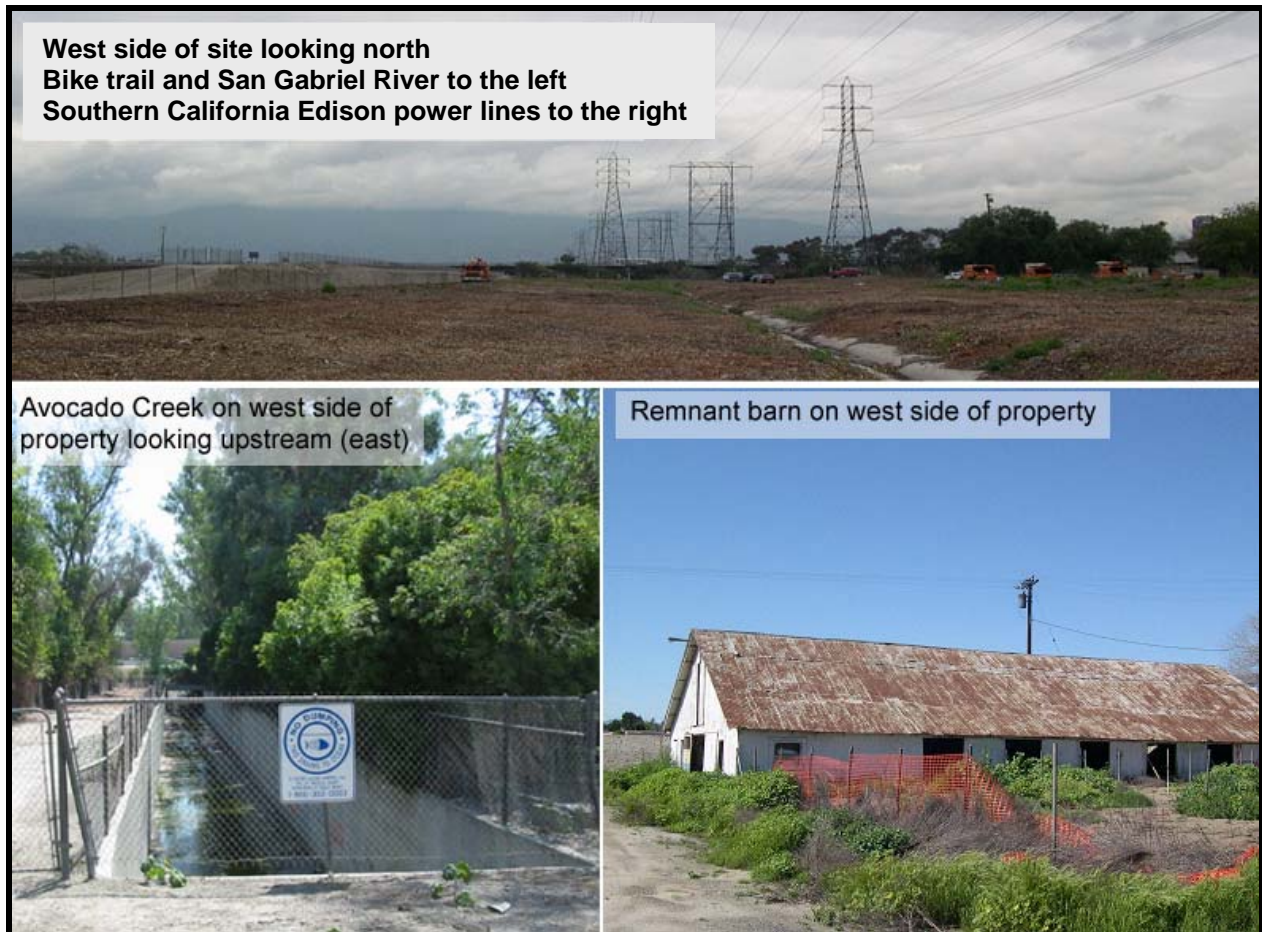 West side of site looking north
Bike trail and San Gabriel River to the left
Southern California Edison power lines to the right
Avocado Creek on west side of
property looking upstream (east)
Remnant barn on west side of property
NO DUMPING